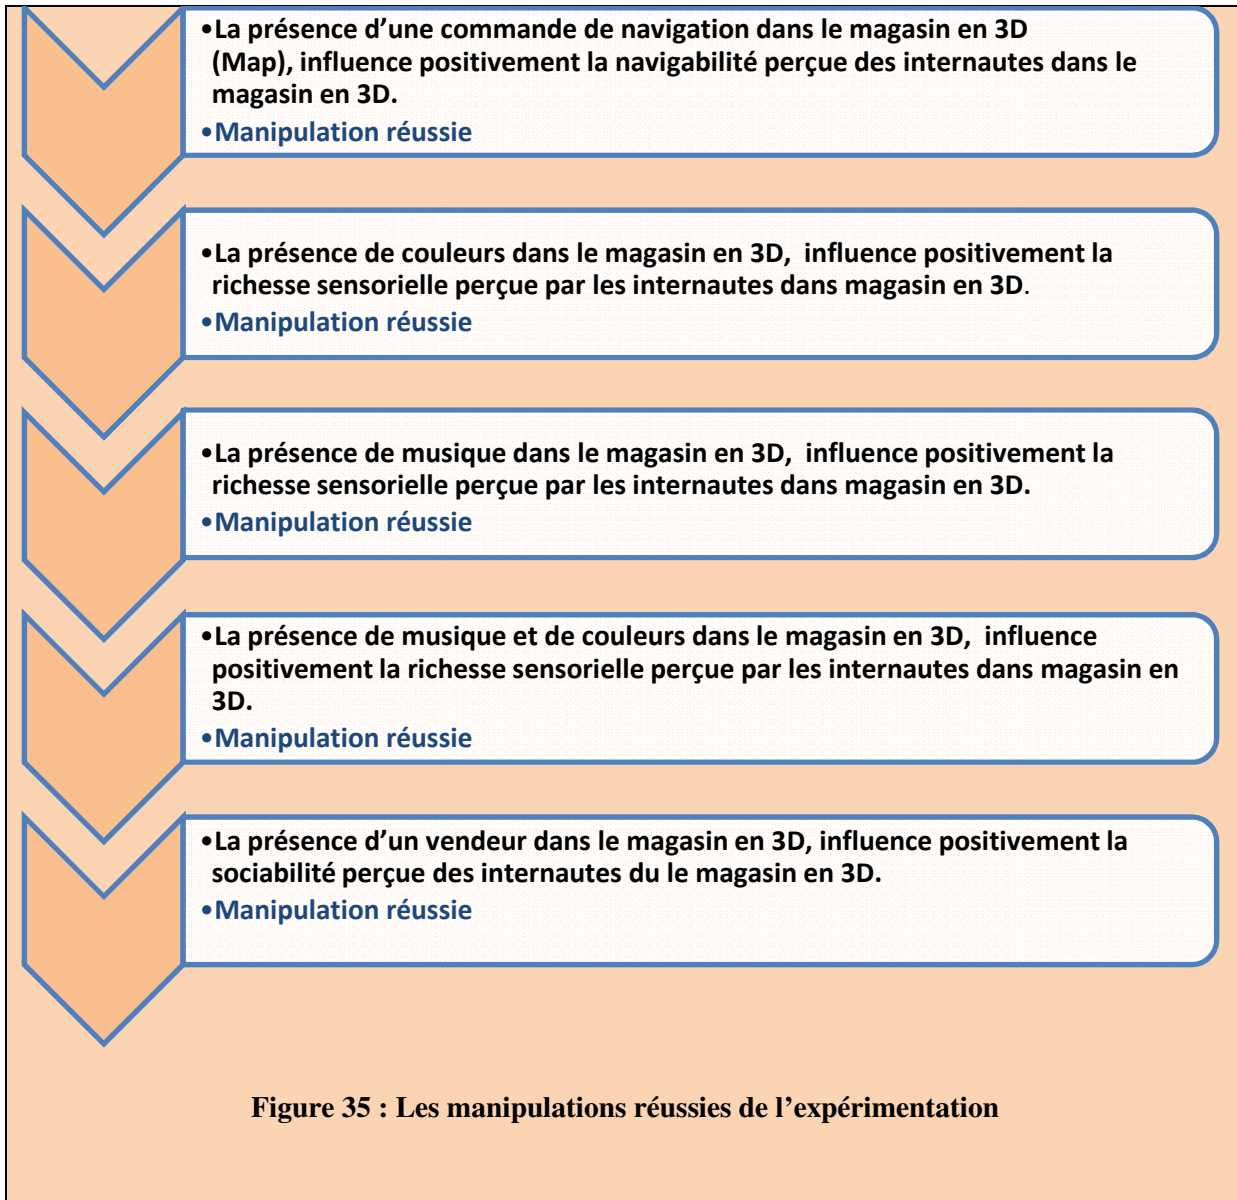 •La présence d’une commande de navigation dans le magasin en 3D
(Map), influence positivement la navigabilité perçue des internautes dans le
magasin en 3D.
•Manipulation réussie
•La présence de couleurs dans le magasin en 3D,  influence positivement la
richesse sensorielle perçue par les internautes dans magasin en 3D.
•Manipulation réussie
•La présence de musique dans le magasin en 3D,  influence positivement la
richesse sensorielle perçue par les internautes dans magasin en 3D.
•Manipulation réussie
•La présence de musique et de couleurs dans le magasin en 3D,  influence
positivement la richesse sensorielle perçue par les internautes dans magasin en
3D.
•Manipulation réussie
•La présence d’un vendeur dans le magasin en 3D, influence positivement la
sociabilité perçue des internautes du le magasin en 3D.
•Manipulation réussie
Figure 35 : Les manipulations réussies de l’expérimentation